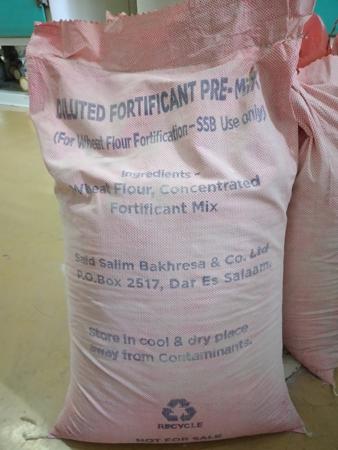 DILUTED FORTIFICANT PRE-MIX
(For Wheat Flour Fortification-SSB Use only)
Ingredients -
Wheat Flour, Concentrated
Fortificant Mix
Said Salim Bakhresa & Co. Ltd
P.O.Box 2517, Dar Es Salaam.
Store in cool & dry place
away from Contaminants.
RECYCLE
NOT FOR SALE